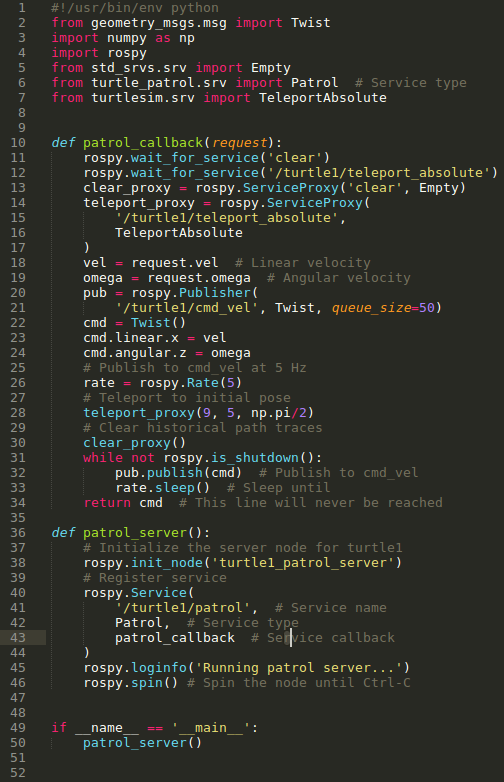 1 #!/usr/bin/env python
2 from geometry_msgs.msg import Twist
3 import numpy as np
4 import rospy
5 from std_srvs.srv import Empty
6 from turtle_patrol.srv import Patrol  # Service type
7 from turtlesim.srv import TeleportAbsolute
8
9
10 def patrol_callback(request):
11     rospy.wait_for_service('clear')
12     rospy.wait_for_service('/turtle1/teleport_absolute')
13     clear_proxy = rospy.ServiceProxy('clear', Empty)
14     teleport_proxy = rospy.ServiceProxy(
15         '/turtle1/teleport_absolute',
16         TeleportAbsolute
17     )
18     vel = request.vel  # Linear velocity
19     omega = request.omega  # Angular velocity
20     pub = rospy.Publisher(
21         '/turtle1/cmd_vel', Twist, queue_size=50)
22     cmd = Twist()
23     cmd.linear.x = vel
24     cmd.angular.z = omega
25     # Publish to cmd_vel at 5 Hz
26     rate = rospy.Rate(5)
27     # Teleport to initial pose
28     teleport_proxy(9, 5, np.pi/2)
29     # Clear historical path traces
30     clear_proxy()
31     while not rospy.is_shutdown():
32         pub.publish(cmd)  # Publish to cmd_vel
33         rate.sleep()  # Sleep until
34     return cmd  # This line will never be reached
35
36 def patrol_server():
37     # Initialize the server node for turtle1
38     rospy.init_node('turtle1_patrol_server')
39     # Register service
40     rospy.Service(
41         '/turtle1/patrol',  # Service name
42         Patrol,  # Service type
43         patrol_callback  # Service callback
44     )
45     rospy.loginfo('Running patrol server...')
46     rospy.spin() # Spin the node until Ctrl-C
47
48
49 if __name__ == '__main__':
50     patrol_server()
51
52